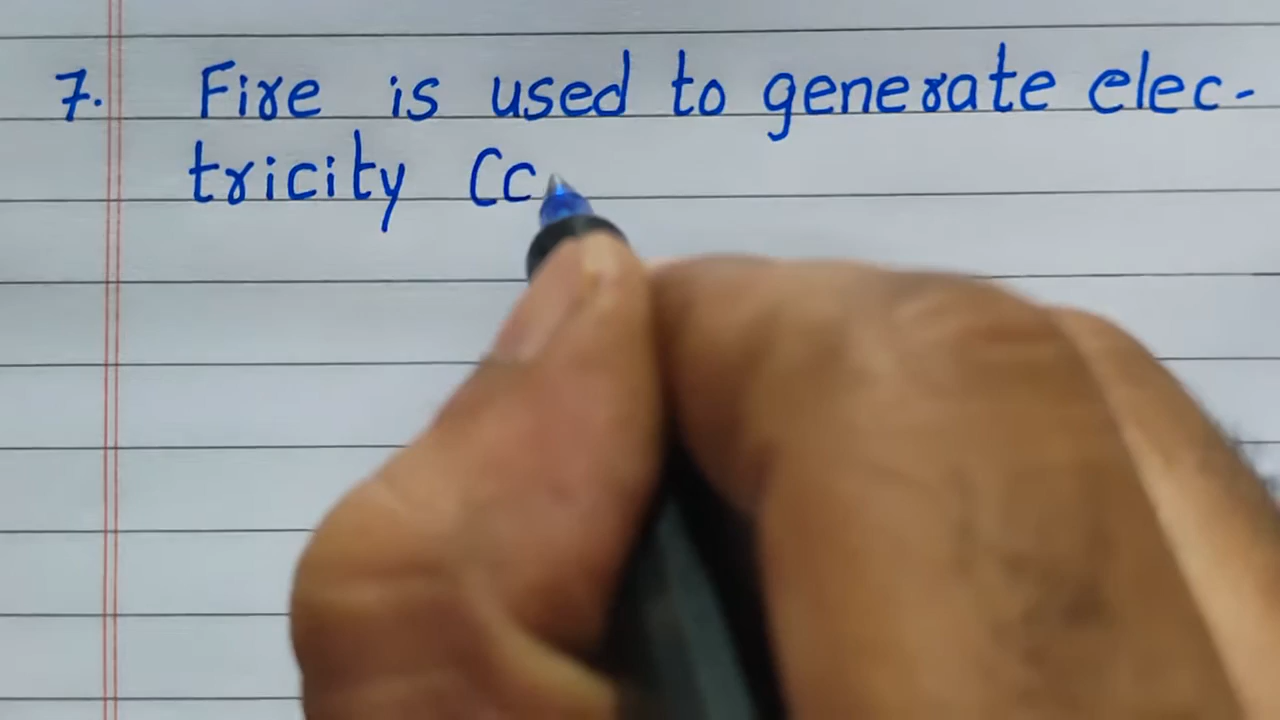 7. Fire is used to generate elec-
tricity (c